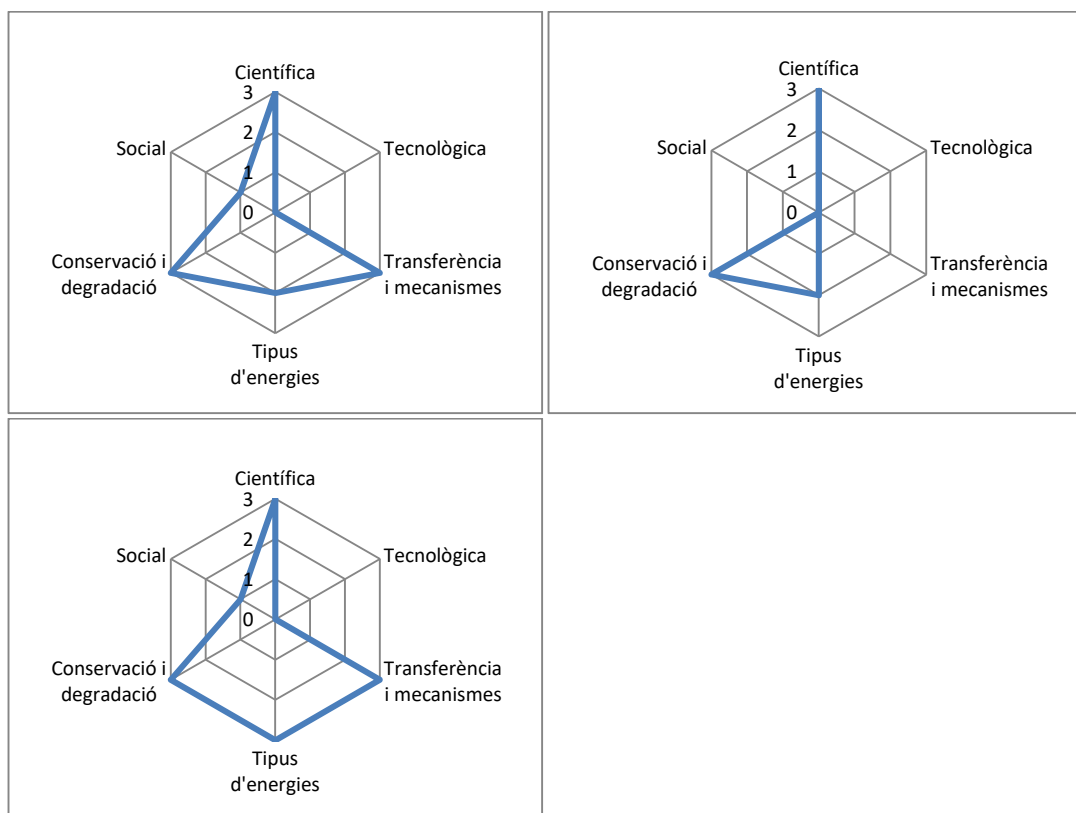 Científica
3
2
1
0
Tecnològica
Transferència
i mecanismes
Tipus
d'energies
Conservació i
degradació
Social
Científica
3
2
1
0
Tecnològica
Transferència
i mecanismes
Tipus
d'energies
Conservació i
degradació
Social
Científica
3
2
1
0
Tecnològica
Transferència
i mecanismes
Tipus
d'energies
Conservació i
degradació
Social